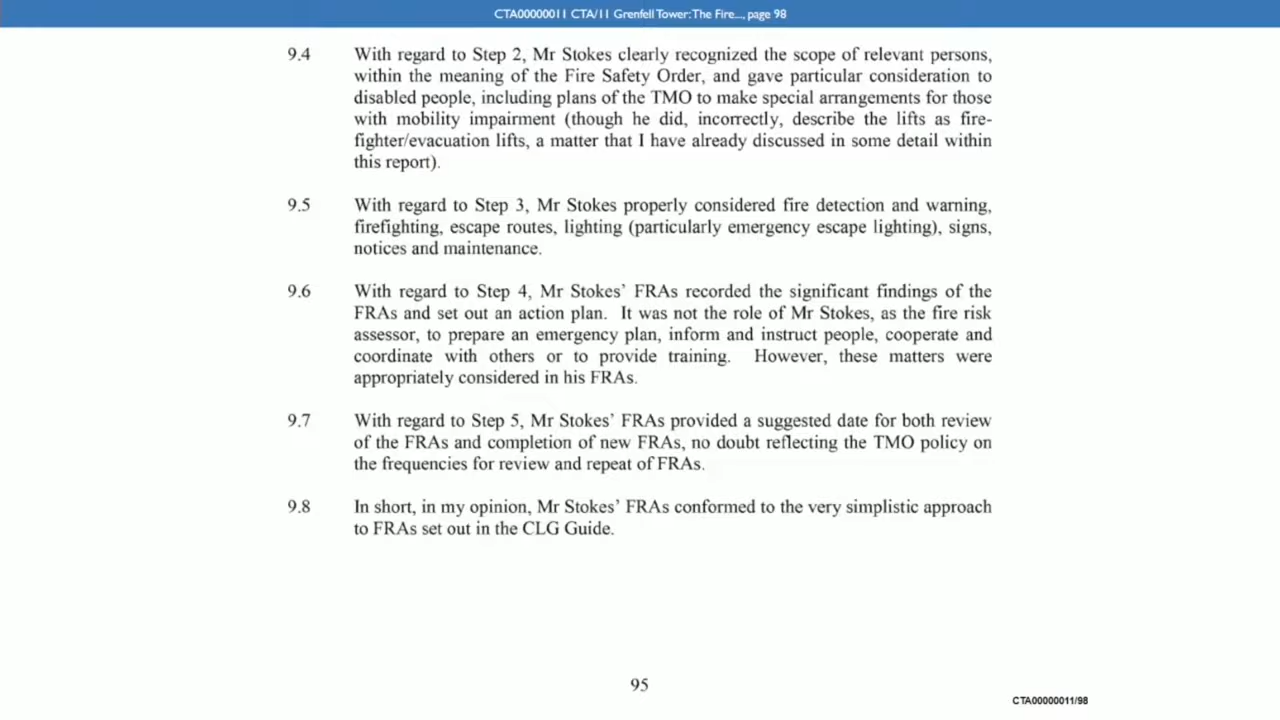 CTA00000011 CTA/11 Grenfell Tower: The Fire..., page 98
9.4 With regard to Step 2, Mr Stokes clearly recognized the scope of relevant persons,
within the meaning of the Fire Safety Order, and gave particular consideration to
disabled people, including plans of the TMO to make special arrangements for those
with mobility impairment (though he did, incorrectly, describe the lifts as fire-
fighter/evacuation lifts, a matter that I have already discussed in some detail within
this report).
9.5 With regard to Step 3, Mr Stokes properly considered fire detection and warning,
firefighting, escape routes, lighting (particularly emergency escape lighting), signs,
notices and maintenance.
9.6 With regard to Step 4, Mr Stokes’ FRAs recorded the significant findings of the
FRAs and set out an action plan. It was not the role of Mr Stokes, as the fire risk
assessor, to prepare an emergency plan, inform and instruct people, cooperate and
coordinate with others or to provide training. However, these matters were
appropriately considered in his FRAs.
9.7 With regard to Step 5, Mr Stokes’ FRAs provided a suggested date for both review
of the FRAs and completion of new FRAs, no doubt reflecting the TMO policy on
the frequencies for review and repeat of FRAs.
9.8 In short, in my opinion, Mr Stokes’ FRAs conformed to the very simplistic approach
to FRAs set out in the CLG Guide.
95
CTA00000011/98